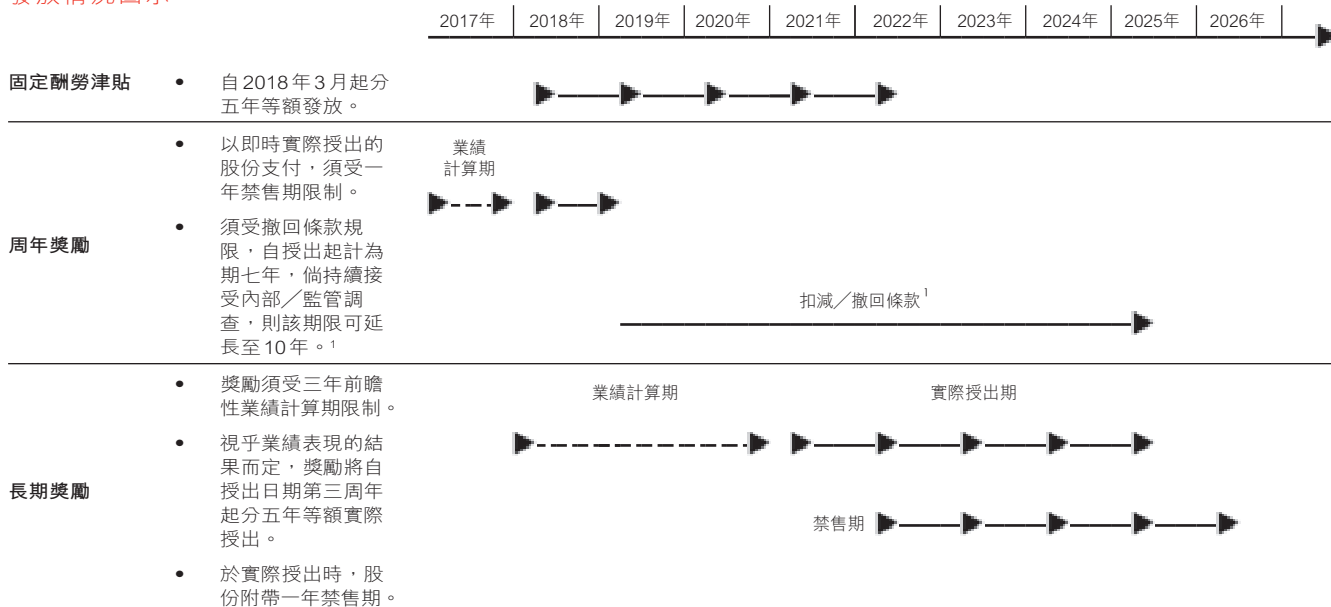 發放情況圖示
2017年 2018年 2019年 2020年 2021年 2022年 2023年 2024年 2025年 2026年
固定酬勞津貼
• 自2018年3月起分
五年等額發放。
周年獎勵
• 以即時實際授出的
股份支付，須受一
年禁售期限制。
• 須受撤回條款規
限，自授出起計為
期七年，倘持續接
受內部╱監管調
查，則該期限可延
長至10年。1
業績
計算期
扣減╱撤回條款1
長期獎勵
• 獎勵須受三年前瞻
性業績計算期限制。
• 視乎業績表現的結
果而定，獎勵將自
授出日期第三周年
起分五年等額實際
授出。
• 於實際授出時，股
份附帶一年禁售期。
業績計算期
實際授出期
禁售期